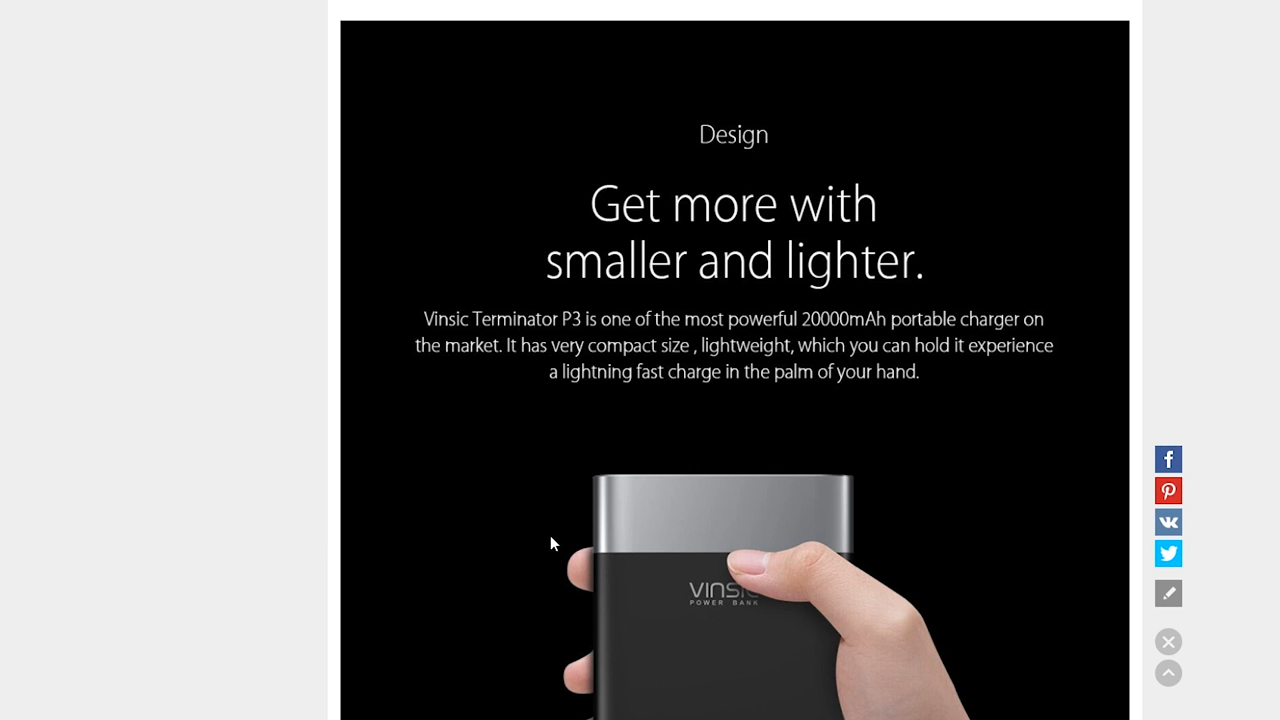 Design
Get more with
smaller and lighter.
Vinsic Terminator P3 is one of the most powerful 20000mAh portable charger on
the market. It has very compact size , lightweight, which you can hold it experience
a lightning fast charge in the palm of your hand.
VINSIC
POWER BANK